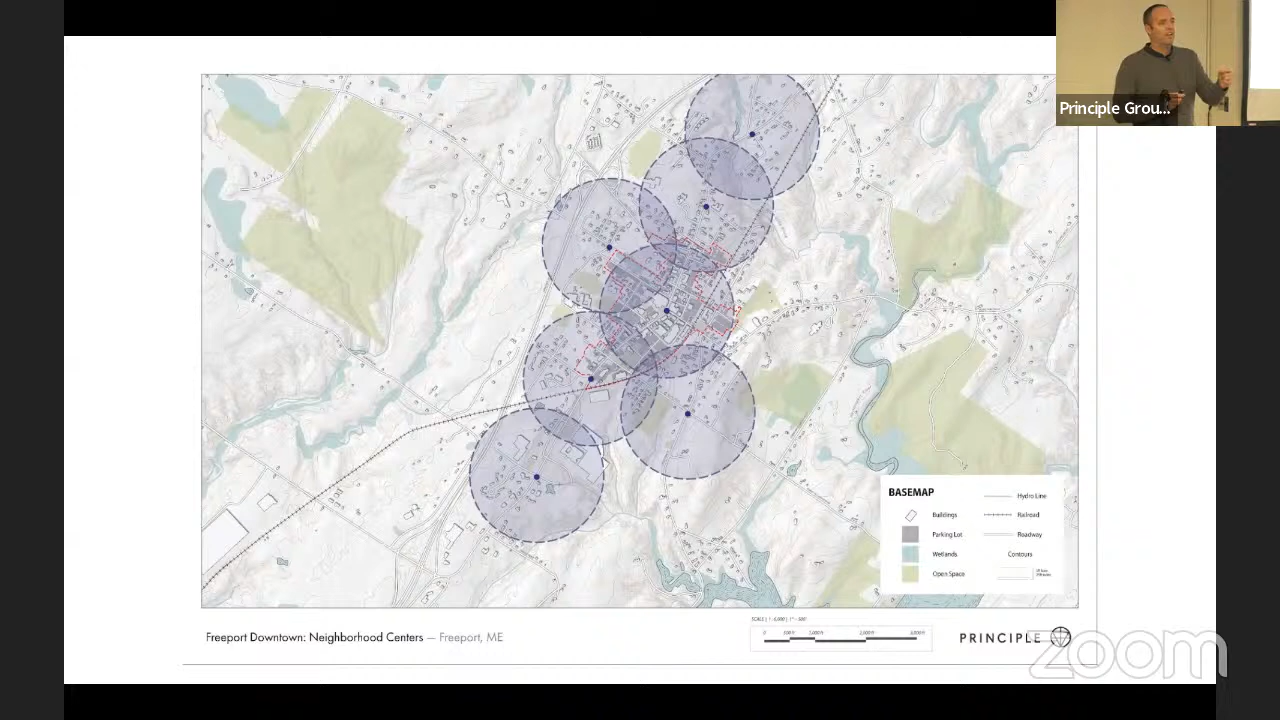 Principle Grou...
BASEMAP
Buildings
Parking Lot
Wetlands
Open Space
Hydro Line
Railroad
Roadway
Contours
Freeport Downtown: Neighborhood Centers — Freeport, ME
PRINCIPLE
zoom